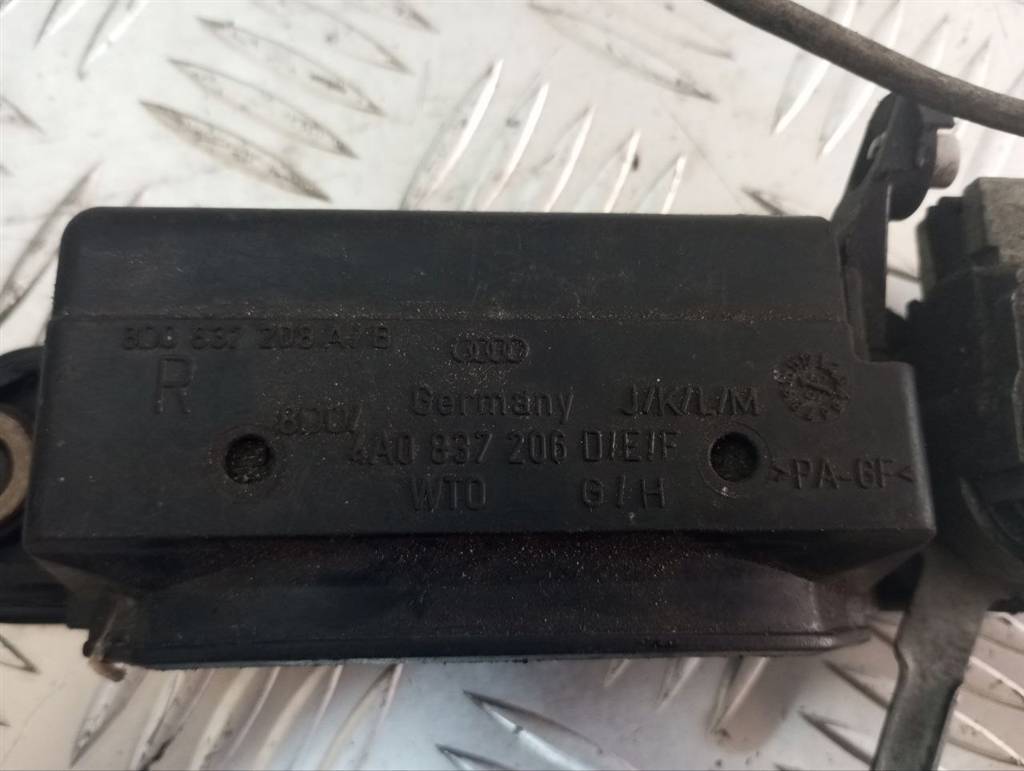 8D0 837 208 A/B
R
Germany J/K/L/M
8D0/
4A0 837 206 D/E/F
WTO G/H
>PA-GF<